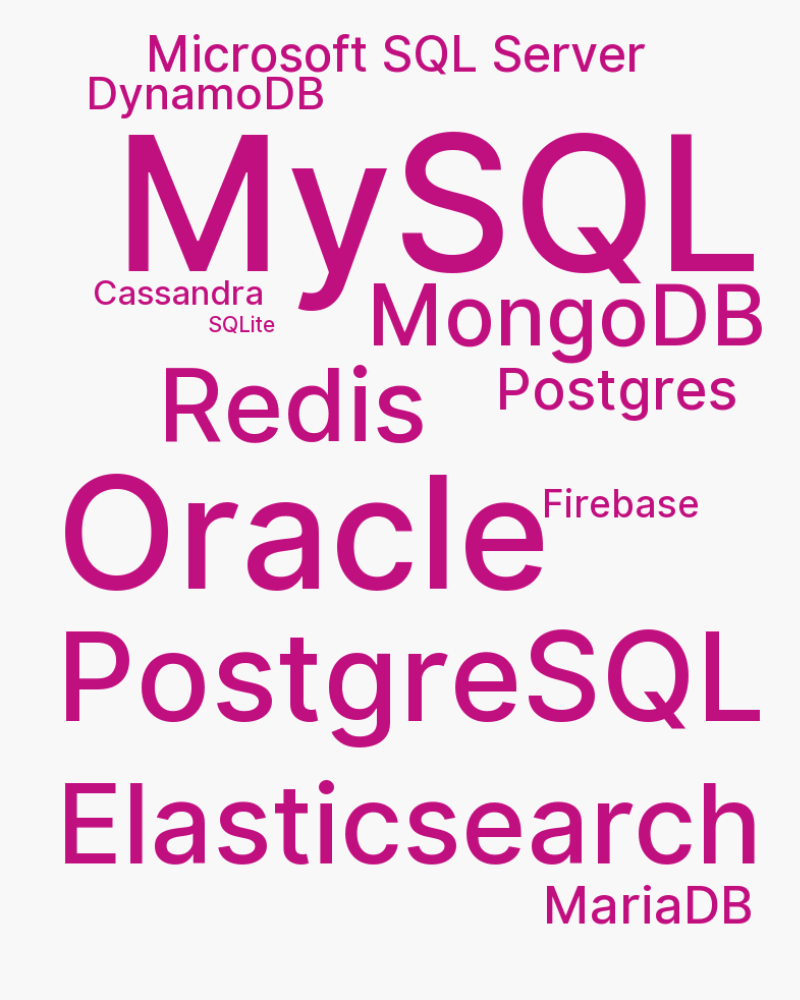 Microsoft SQL Server
DynamoDB
MySQL
Cassandra
MongoDB
SQLite
Redis
Postgres
Oracle
Firebase
PostgreSQL
Elasticsearch
MariaDB